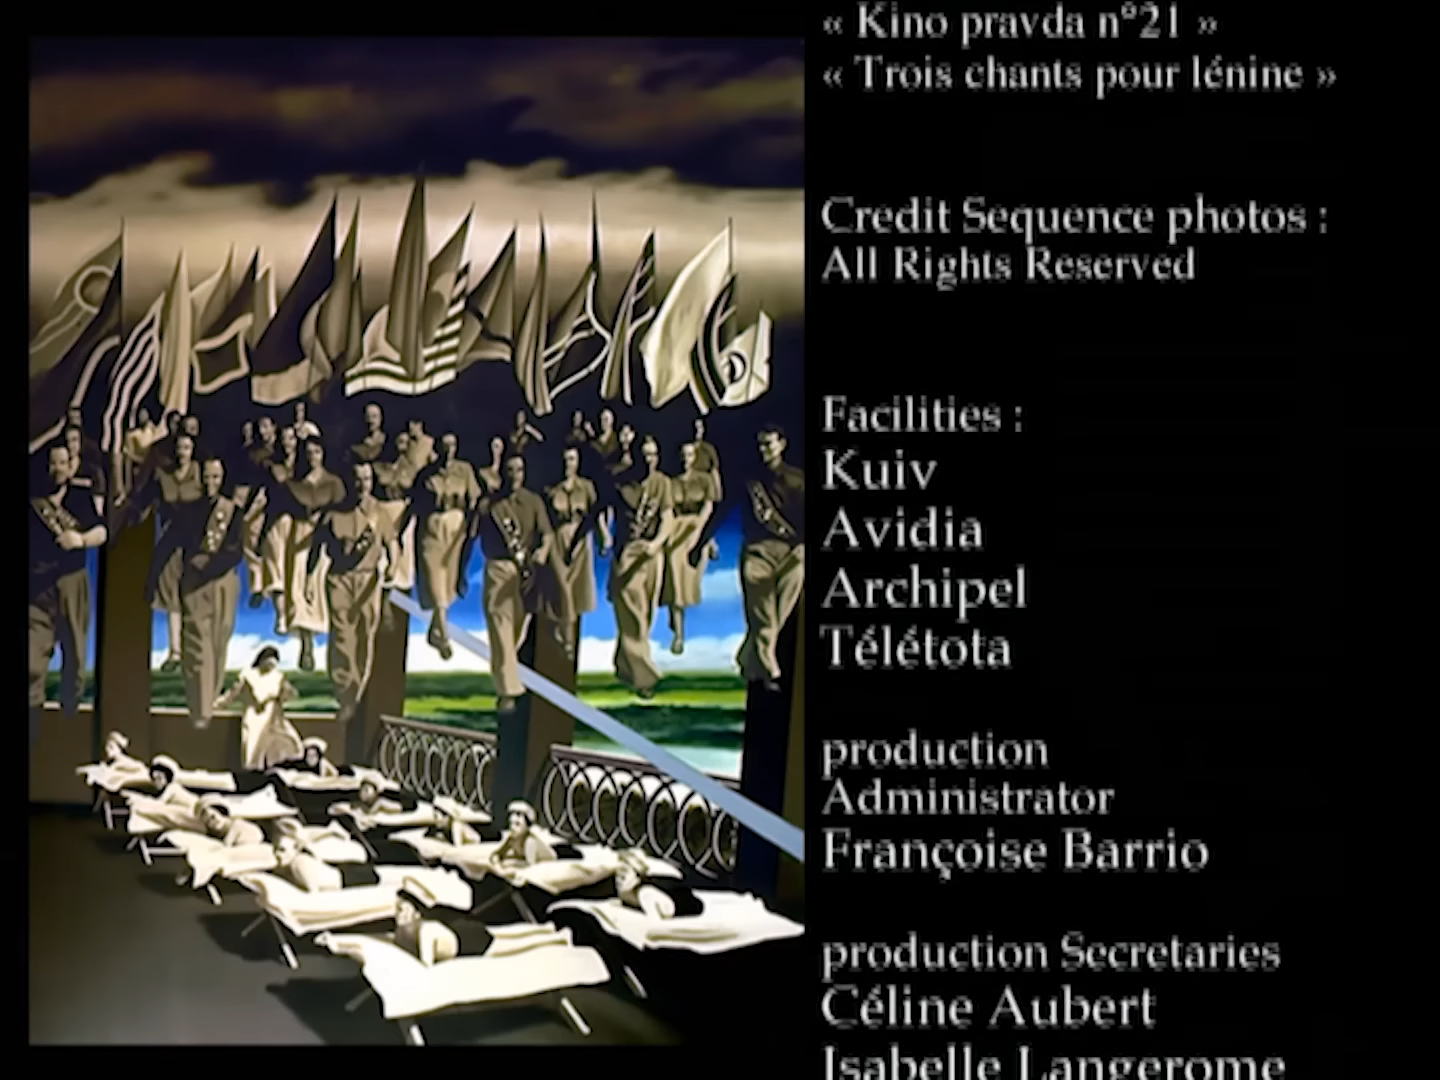 « Kino pravda n°21 »
« Trois chants pour lénine »
Credit Sequence photos :
All Rights Reserved
Facilities :
Kuiv
Avidia
Archipel
Télétota
production
Administrator
Françoise Barrio
production Secretaries
Céline Aubert
Isabelle Langerome